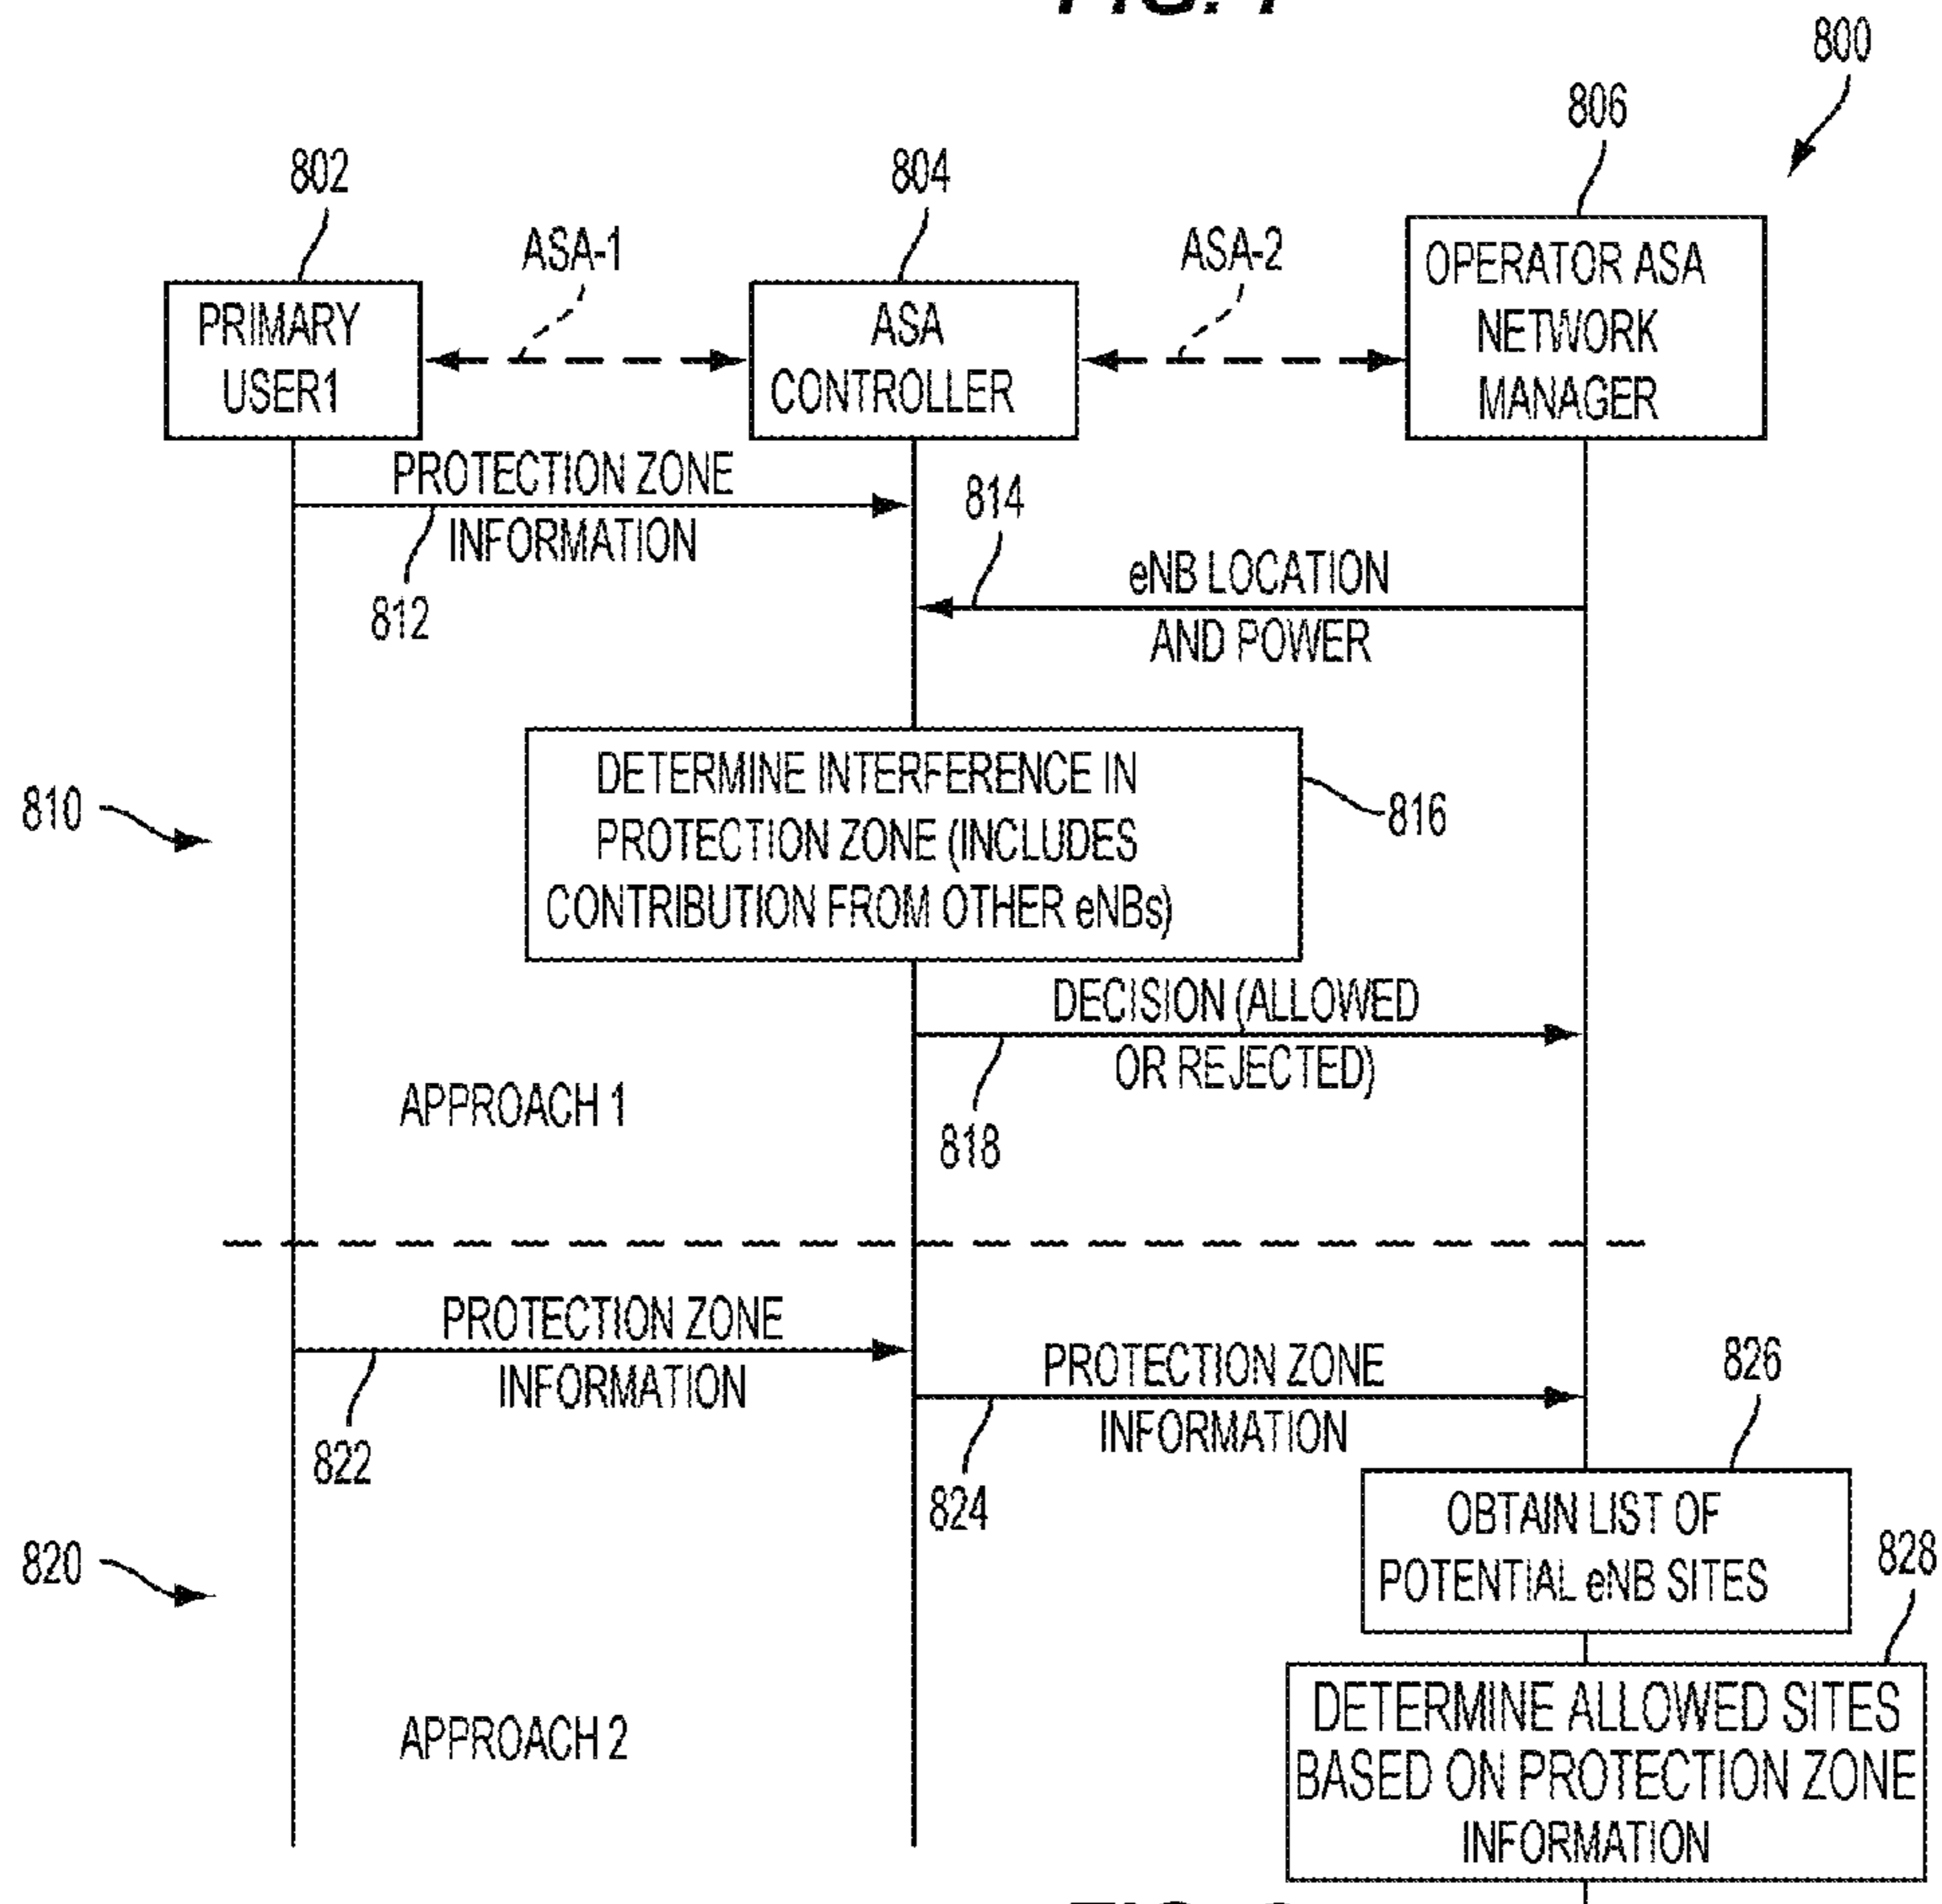 800
806
802
804
ASA-1
ASA-2
PRIMARY
USER1
ASA
CONTROLLER
OPERATOR ASA
NETWORK
MANAGER
PROTECTION ZONE
INFORMATION
812
814
eNB LOCATION
AND POWER
810
DETERMINE INTERFERENCE IN
PROTECTION ZONE (INCLUDES
CONTRIBUTION FROM OTHER eNBs)
816
DECISION (ALLOWED
OR REJECTED)
818
APPROACH 1
PROTECTION ZONE
INFORMATION
822
PROTECTION ZONE
INFORMATION
824
826
820
OBTAIN LIST OF
POTENTIAL eNB SITES
828
DETERMINE ALLOWED SITES
BASED ON PROTECTION ZONE
INFORMATION
APPROACH 2